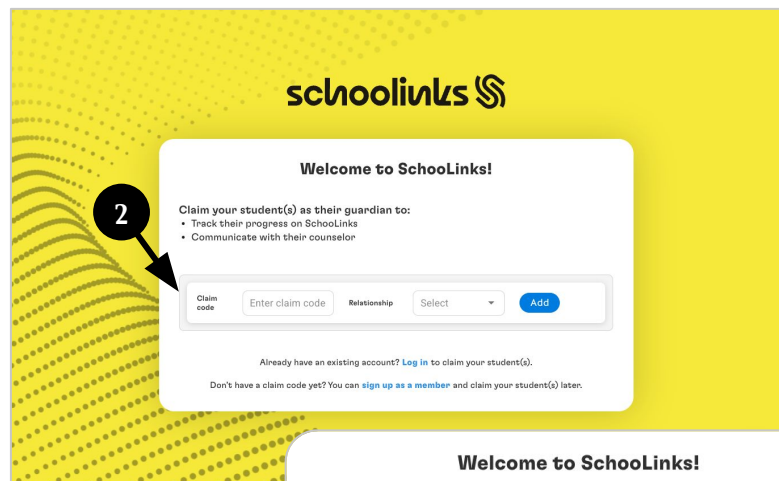 schoolinks
Welcome to SchooLinks!
Claim your student(s) as their guardian to:
• Track their progress on SchooLinks
• Communicate with their counselor
2
Claim code Enter claim code Relationship Select Add
Already have an existing account? Log in to claim your student(s).
Don't have a claim code yet? You can sign up as a member and claim your student(s) later.
Welcome to SchooLinks!